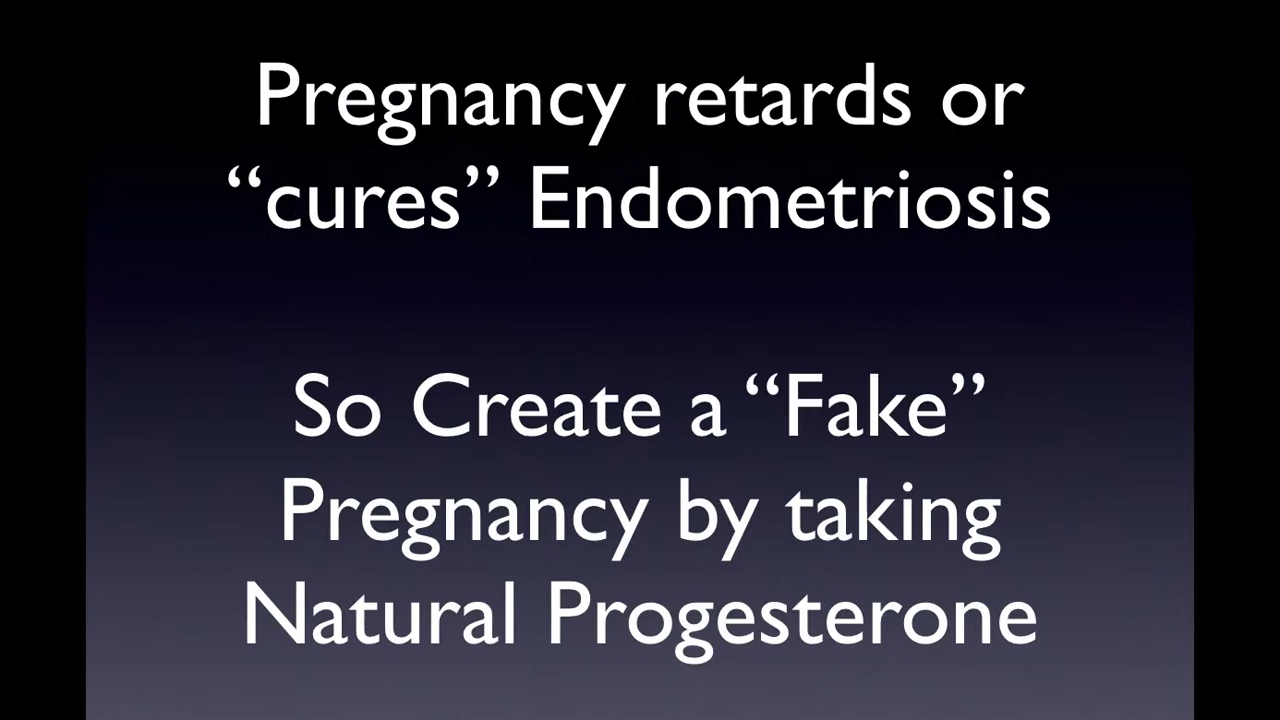 Pregnancy retards or
“cures” Endometriosis
So Create a “Fake”
Pregnancy by taking
Natural Progesterone